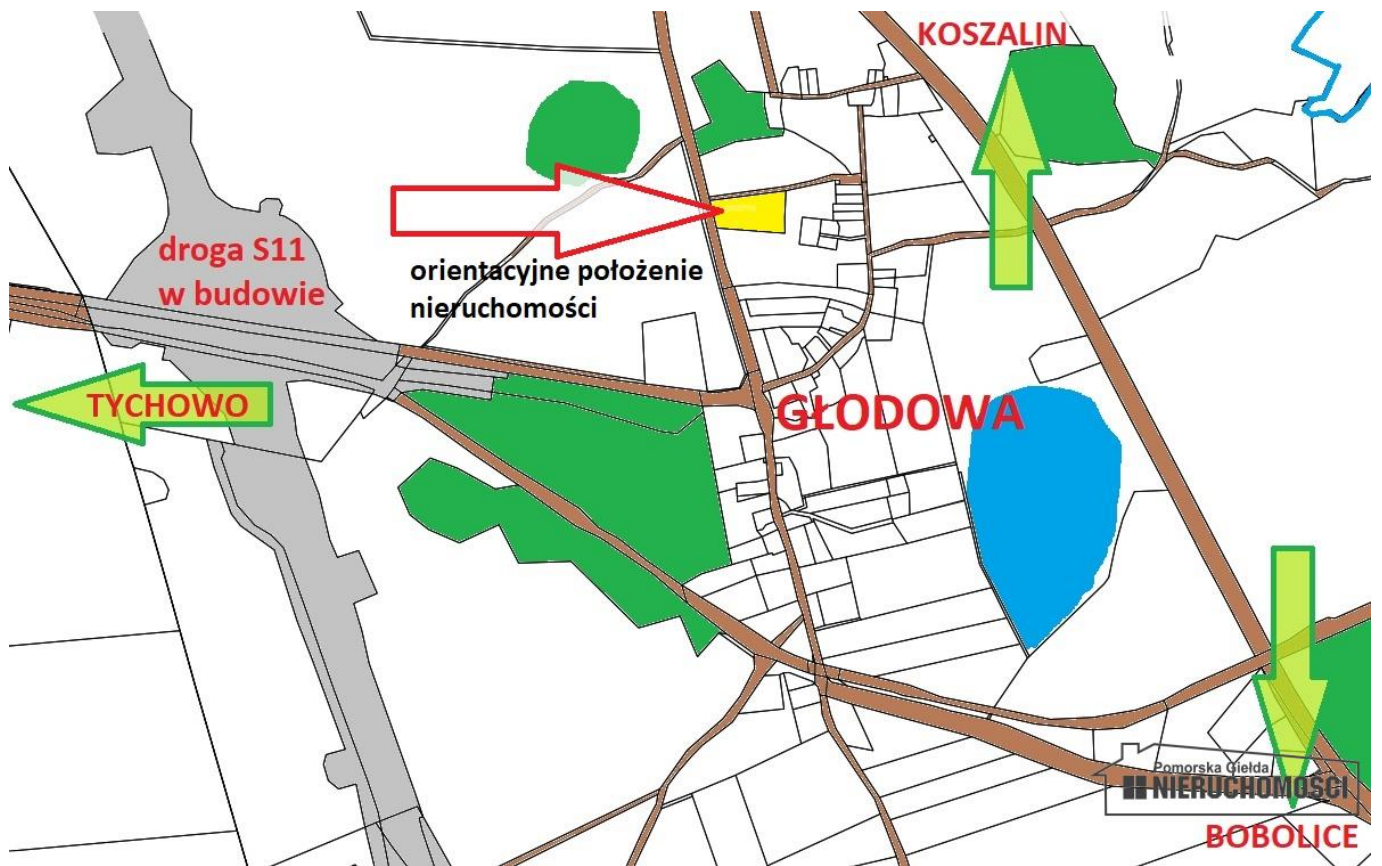 KOSZALIN
droga S11
w budowie
orientacyjne położenie
nieruchomości
TYCHOWO
GŁODOWA
Pomorska Giełda
NIERUCHOMOŚCI
BOBOLICE